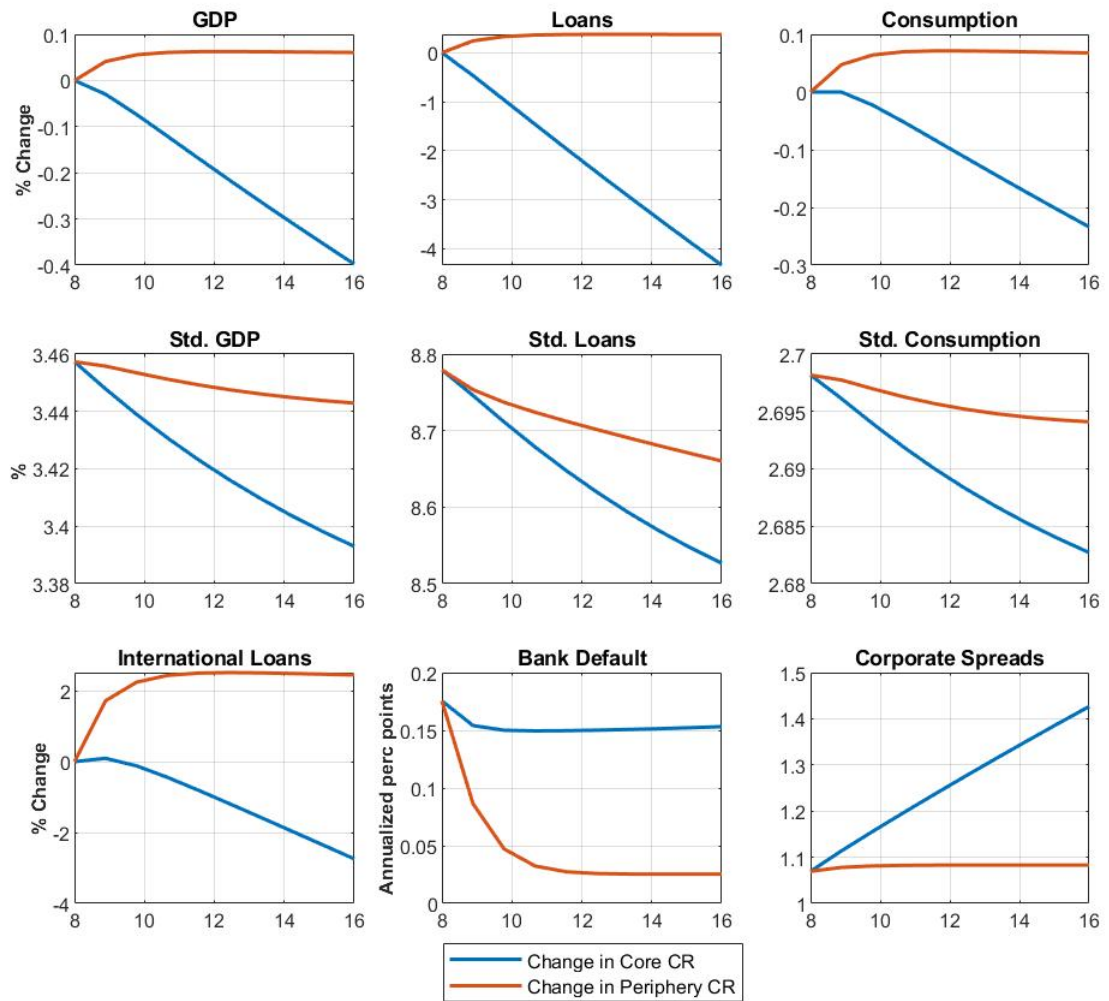 GDP
Loans
Consumption
% Change
0.1
0
-0.1
-0.2
-0.3
-0.4
8 10 12 14 16
0
-1
-2
-3
-4
8 10 12 14 16
0.1
0
-0.1
-0.2
-0.3
8 10 12 14 16
Std. GDP
Std. Loans
Std. Consumption
%
3.46
3.44
3.42
3.4
3.38
8 10 12 14 16
8.8
8.7
8.6
8.5
8 10 12 14 16
2.7
2.695
2.69
2.685
2.68
8 10 12 14 16
International Loans
Bank Default
Corporate Spreads
% Change
2
0
-2
-4
8 10 12 14 16
Annualized perc points
0.2
0.15
0.1
0.05
0
8 10 12 14 16
1.5
1.4
1.3
1.2
1.1
1
8 10 12 14 16
Change in Core CR
Change in Periphery CR